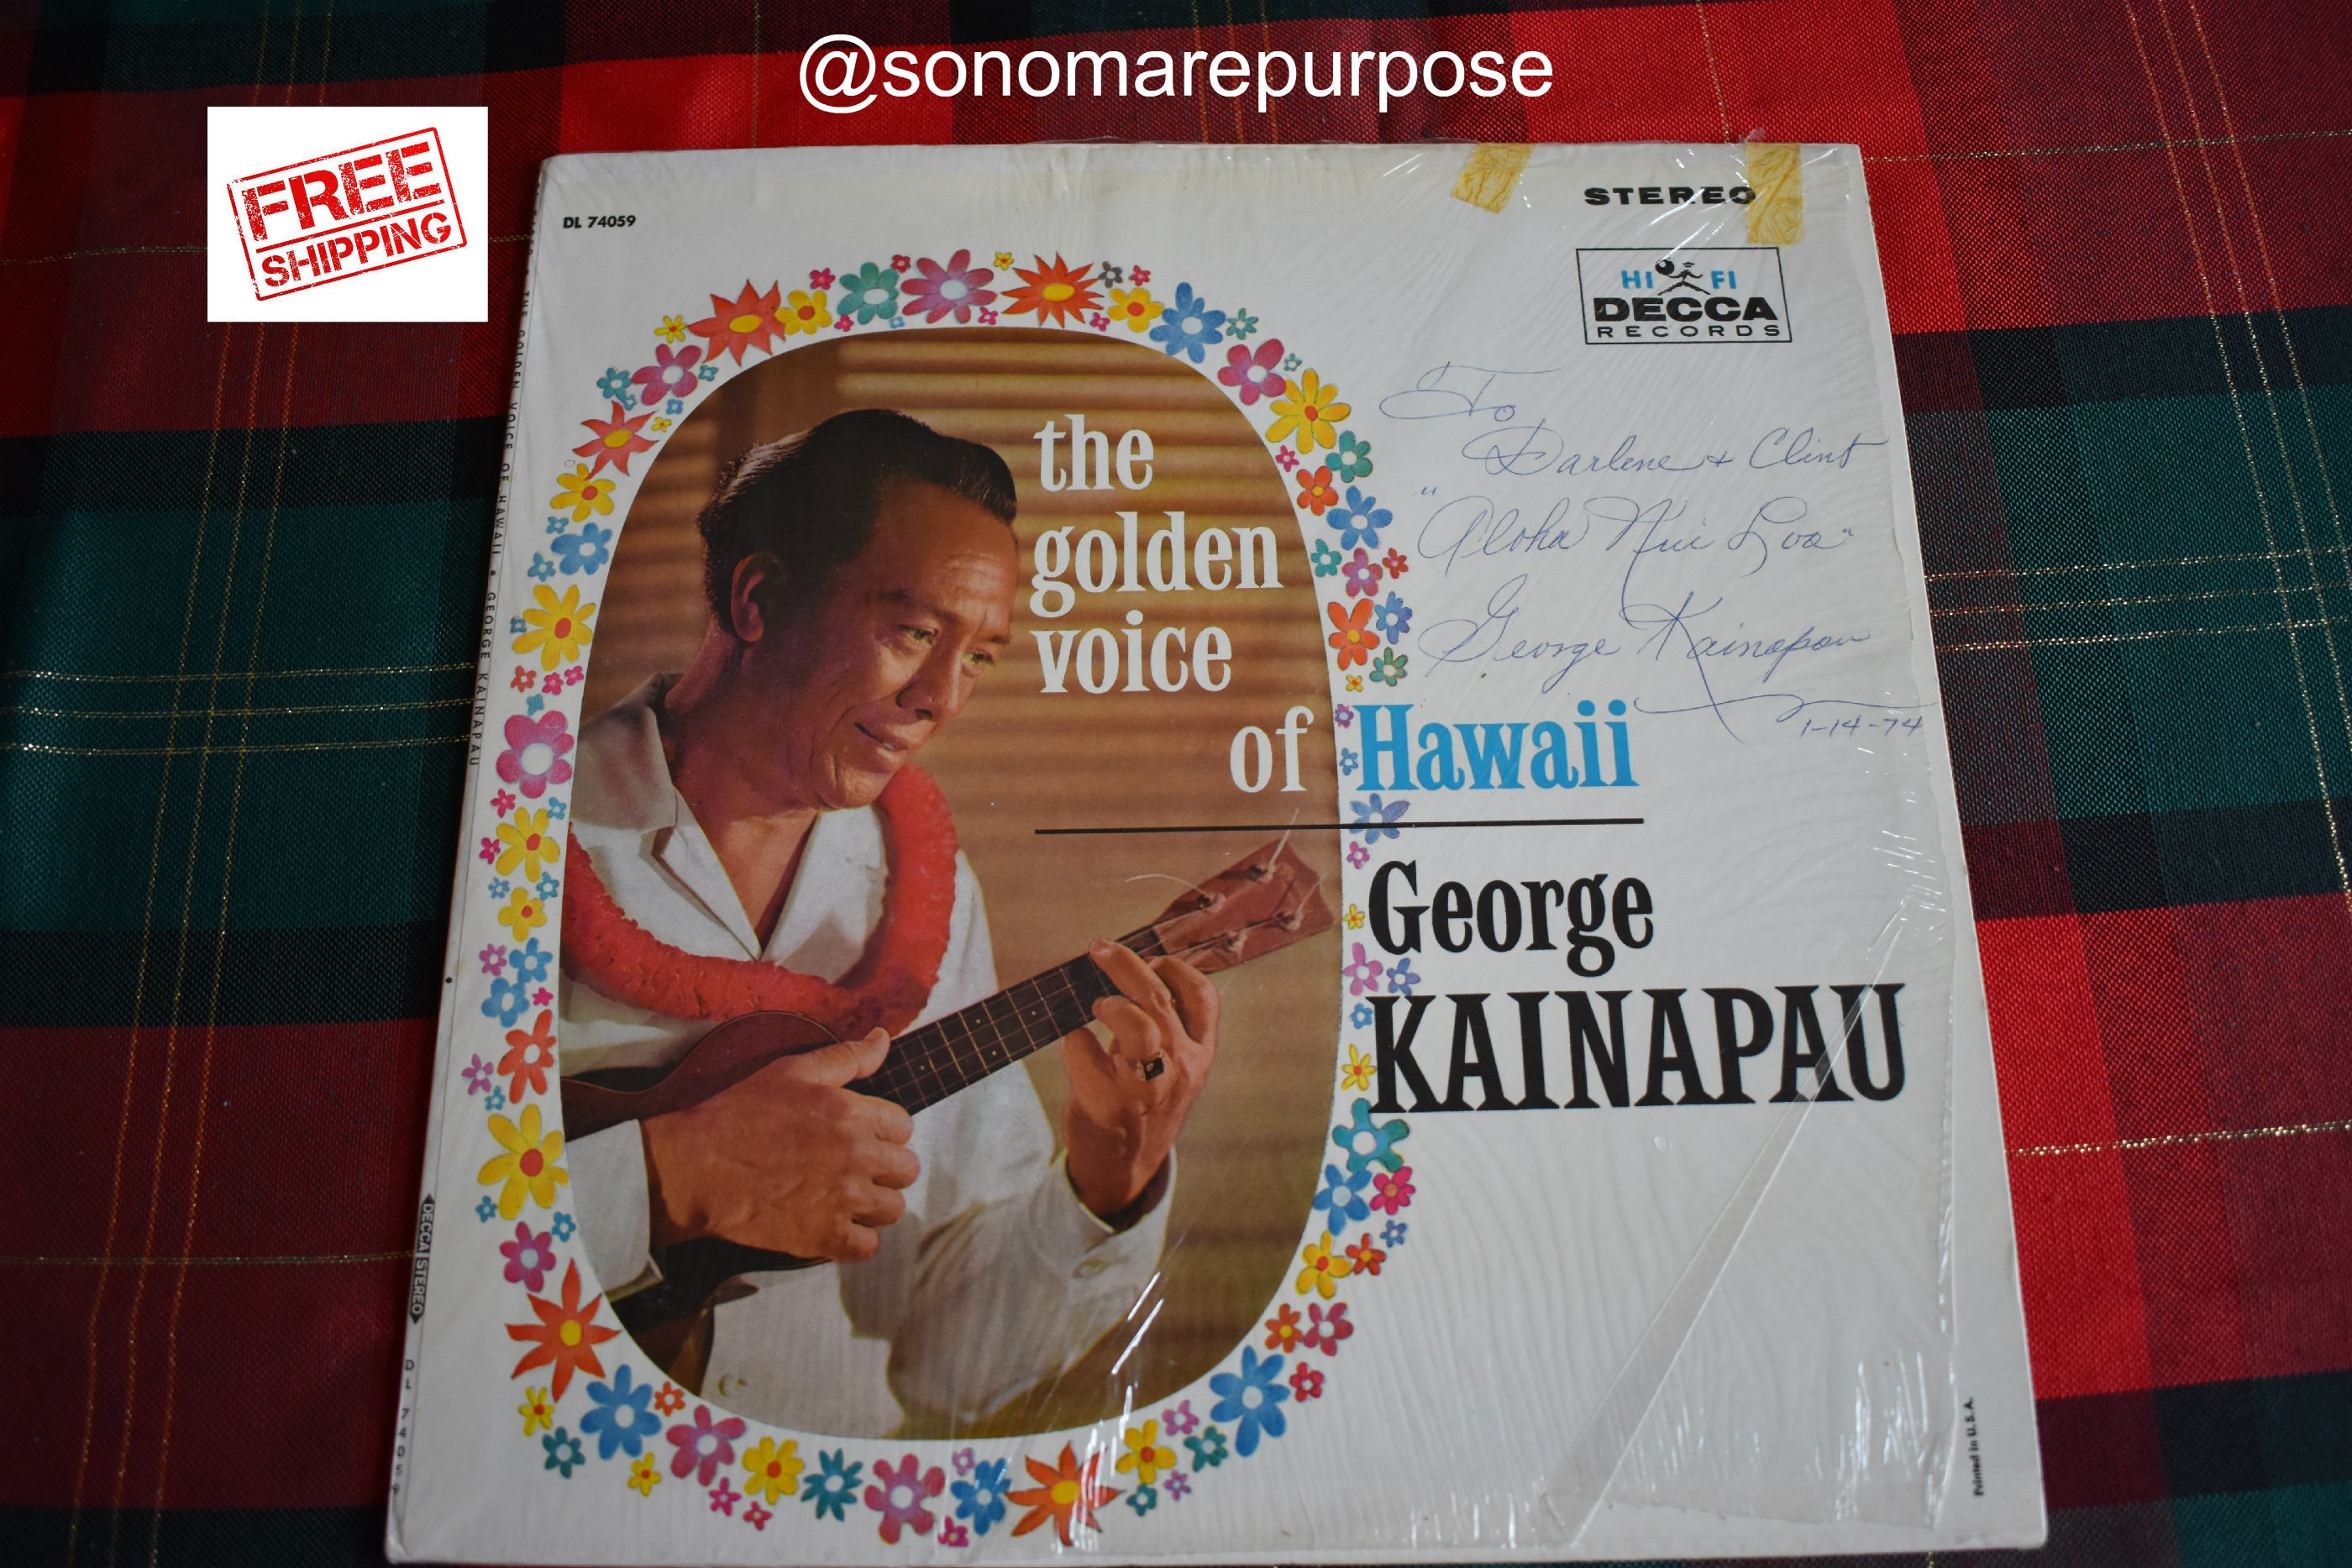 @sonomarepurpose
FREE
SHIPPING
DL 74059
STEREO
HI FI
DECCA
RECORDS
To
Darlene + Clint
"Aloha Nui Loa"
George Kainapau
1-14-74
the
golden
voice
of Hawaii
George
KAINAPAU
THE GOLDEN VOICE OF HAWAII • GEORGE KAINAPAU
DECCA STEREO
DL 74059
Printed in U.S.A.